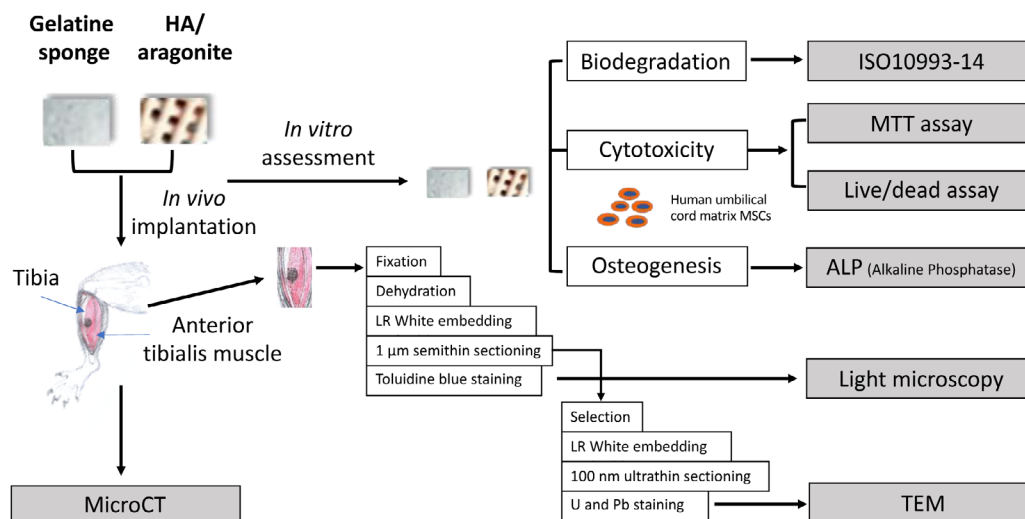 Gelatine
sponge
HA/
aragonite
In vitro
assessment
In vivo
implantation
Tibia
Anterior
tibialis muscle
MicroCT
Fixation
Dehydration
LR White embedding
1 µm semithin sectioning
Toluidine blue staining
Selection
LR White embedding
100 nm ultrathin sectioning
U and Pb staining
Biodegradation
ISO10993-14
Cytotoxicity
MTT assay
Live/dead assay
Human umbilical
cord matrix MSCs
Osteogenesis
ALP (Alkaline Phosphatase)
Light microscopy
TEM